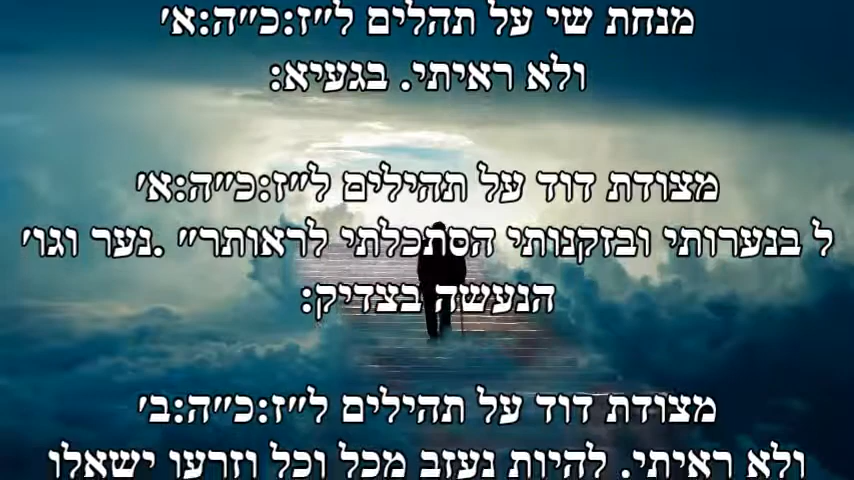 מנחת שי על תהלים ל״ז:כ״ה:א׳
ולא ראיתי. בגעיא:
מצודת דוד על תהילים ל״ז:כ״ה:א׳
ל בנערותי ובזקנותי הסתכלתי לראותר״ .נער וגו׳
הנעשה בצדיק:
מצודת דוד על תהילים ל״ז:כ״ה:ב׳
ולא ראיתי. להיות נעזב מכל וכל וזרעו ישאלו